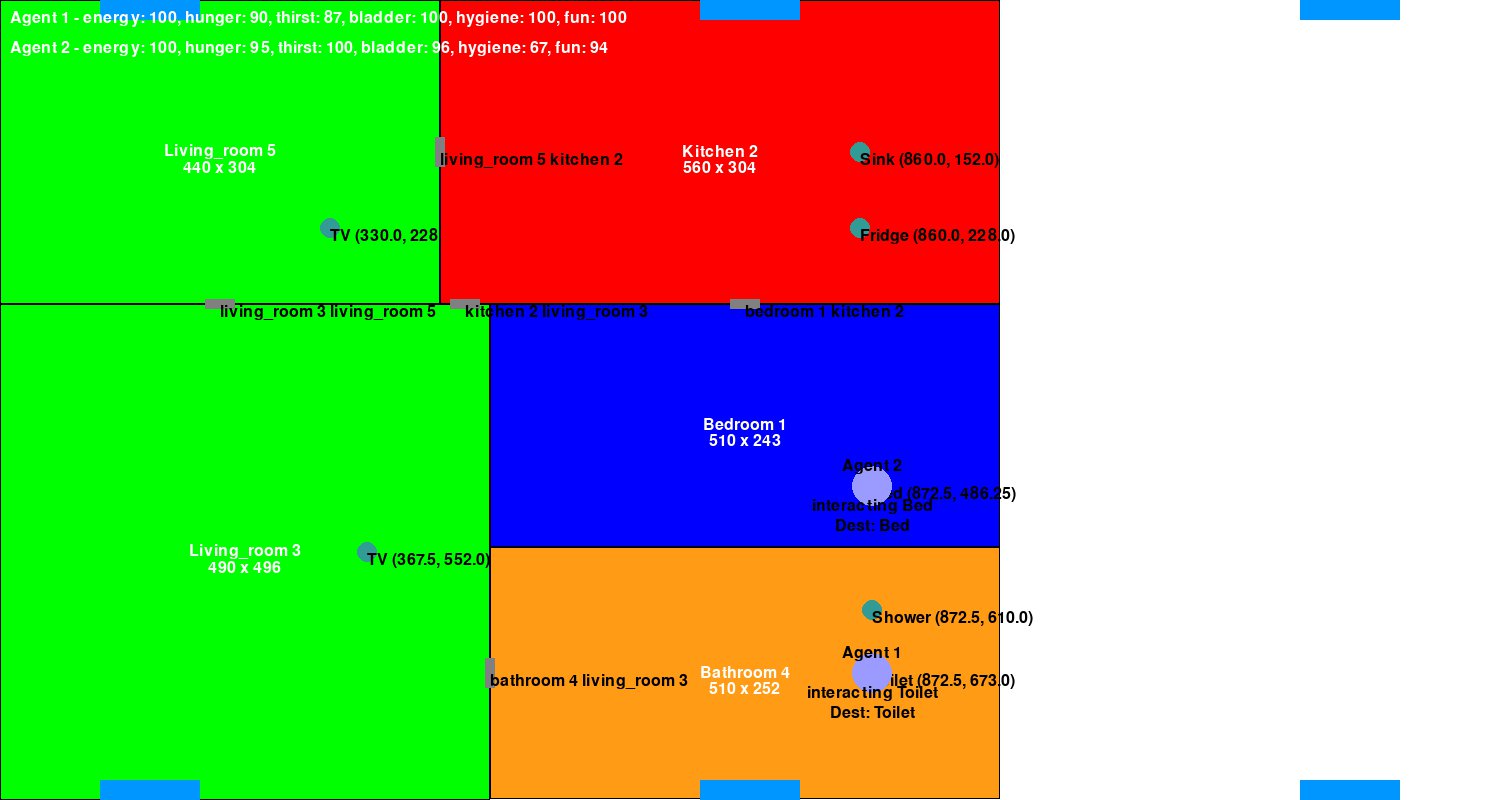 Agent 1 - energy: 100, hunger: 90, thirst: 87, bladder: 100, hygiene: 100, fun: 100
Agent 2 - energy: 100, hunger: 95, thirst: 100, bladder: 96, hygiene: 67, fun: 94
Living_room 5
440 x 304
Kitchen 2
560 x 304
living_room 5 kitchen 2
Sink (860.0, 152.0)
TV (330.0, 228
Fridge (860.0, 228.0)
living_room 3 living_room 5
kitchen 2 living_room 3
bedroom 1 kitchen 2
Bedroom 1
510 x 243
Agent 2
(872.5, 486.25)
interacting Bed
Dest: Bed
Living_room 3
490 x 496
TV (367.5, 552.0)
Shower (872.5, 610.0)
Agent 1
bathroom 4 living_room 3
Bathroom 4
510 x 252
(872.5, 673.0)
interacting Toilet
Dest: Toilet